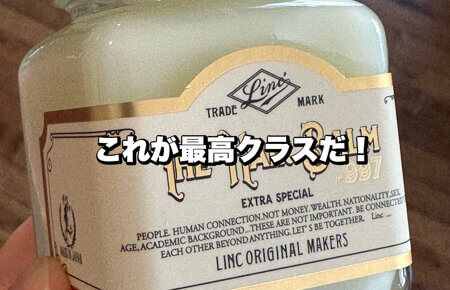 Linc'
TRADE MARK
これが最高クラスだ！
THE BALM
EXTRA SPECIAL
PEOPLE. HUMAN CONNECTION.NOT MONEY. WEALTH. NATIONALITY.SEX.
AGE, ACADEMIC BACKGROUND...THESE ARE NOT IMPORTANT. BE CONNECTED
EACH OTHER BEYOND ANYTHING. LET'S BE TOGETHER. Linc ...
LINC ORIGINAL MAKERS